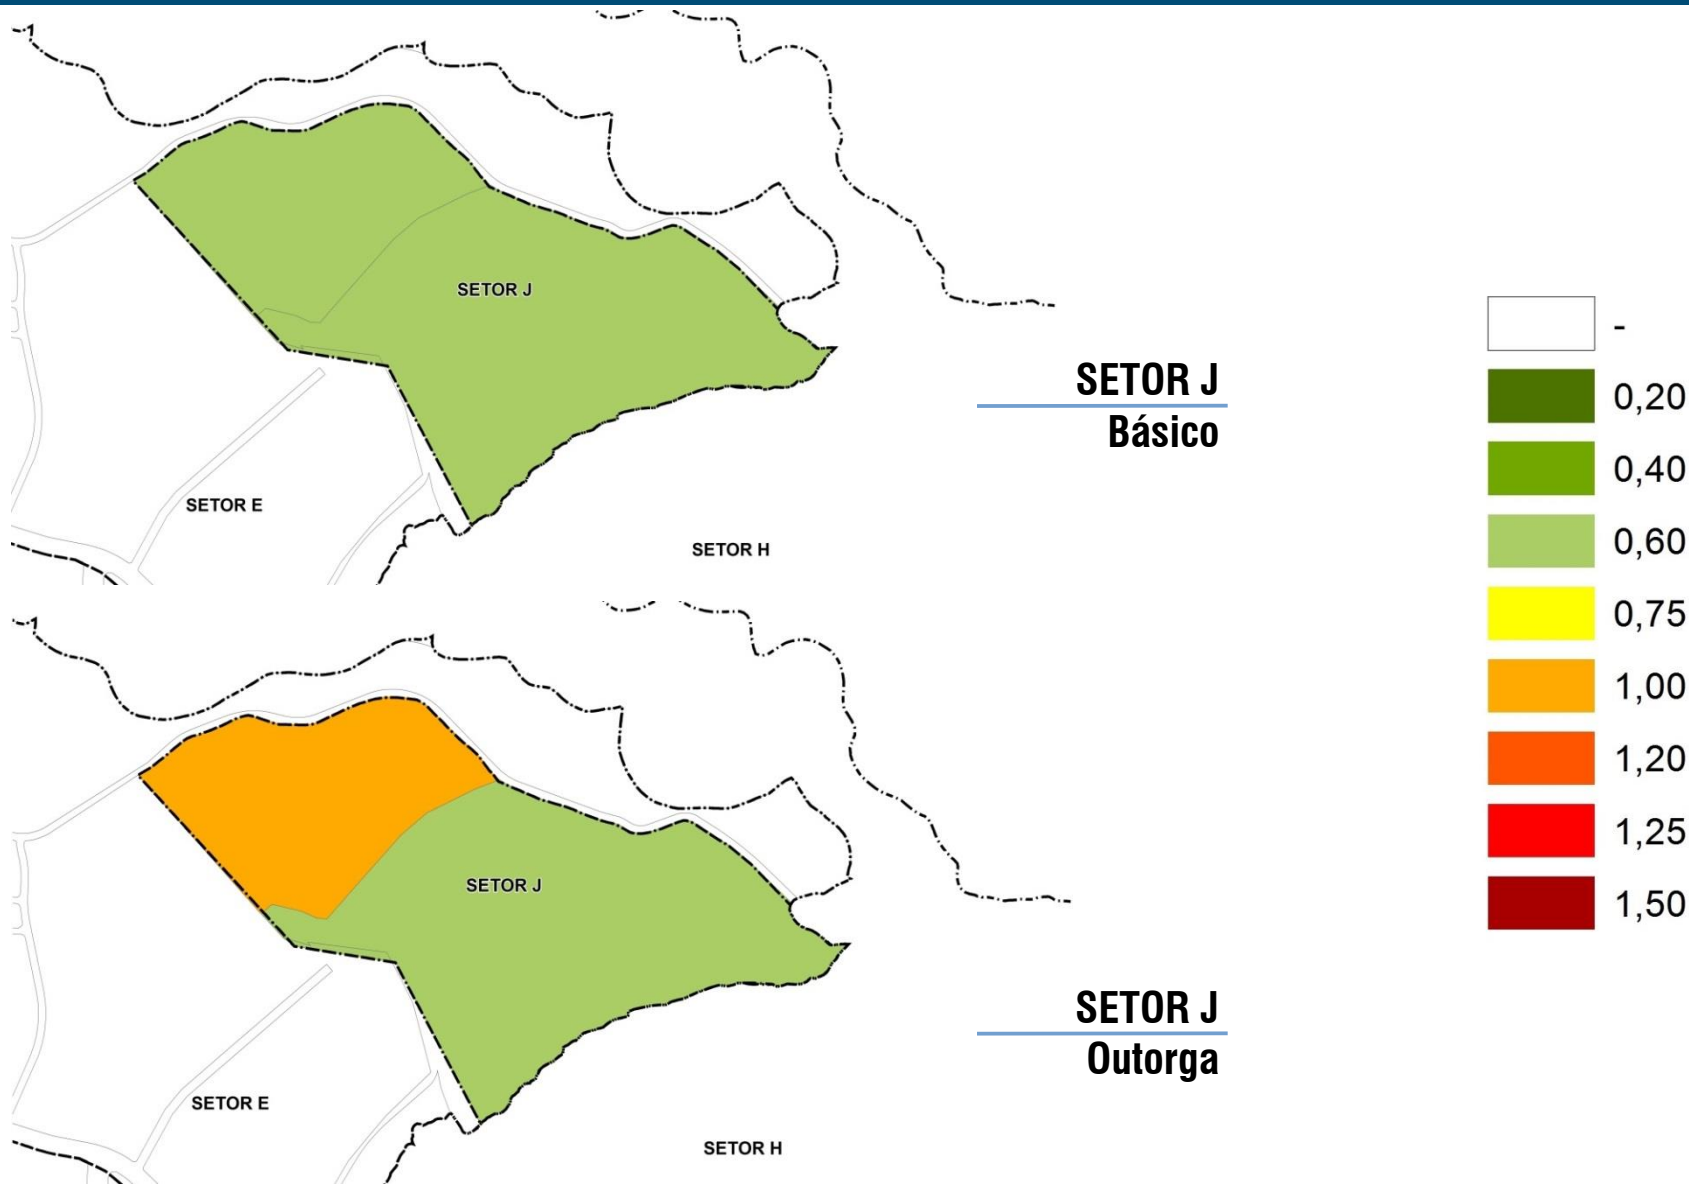 SETOR J
SETOR E
SETOR H
SETOR J
Básico
SETOR J
SETOR E
SETOR H
SETOR J
Outorga
-
0,20
0,40
0,60
0,75
1,00
1,20
1,25
1,50